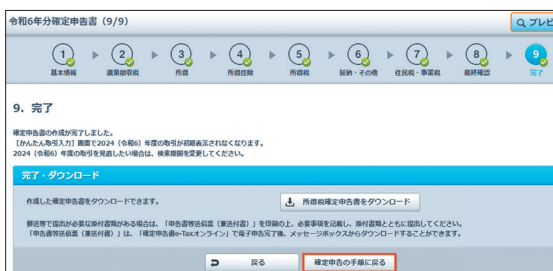 令和6年分確定申告書（9/9）
プレビ
1 2 3 4 5 6 7 8 9
基本情報 源泉徴収税 所得 所得控除 所得税 延納・その他 住民税・事業税 最終確認 完了
9．完了
確定申告書の作成が完了しました。
［かんたん取引入力］画面で2024（令和6）年度の取引が初期表示されなくなります。
2024（令和6）年度の取引を見直したい場合は、検索期間を変更してください。
完了・ダウンロード
作成した確定申告書をダウンロードできます。
所得税確定申告書をダウンロード
郵送等で提出が必要な添付書類がある場合は、「申告書等送信票（兼送付書）」を印刷の上、必要事項を記載し、添付書類とともに提出してください。
「申告書等送信票（兼送付書）」は、「確定申告書e-Taxオンライン」で電子申告完了後、メッセージボックスからダウンロードすることができます。
戻る
確定申告の手順に戻る